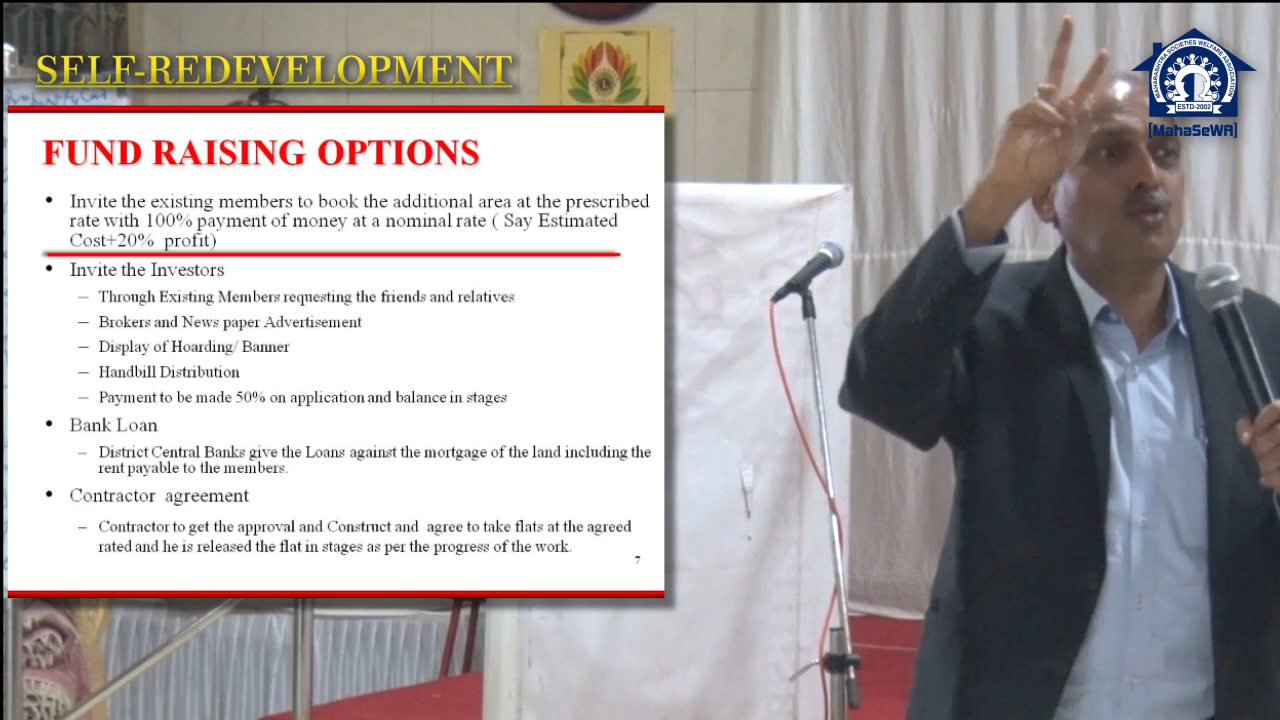 SELF-REDEVELOPMENT
FUND RAISING OPTIONS
• Invite the existing members to book the additional area at the prescribed
rate with 100% payment of money at a nominal rate ( Say Estimated
Cost+20% profit)
• Invite the Investors
– Through Existing Members requesting the friends and relatives
– Brokers and News paper Advertisement
– Display of Hoarding/ Banner
– Handbill Distribution
– Payment to be made 50% on application and balance in stages
• Bank Loan
– District Central Banks give the Loans against the mortgage of the land including the
rent payable to the members.
• Contractor agreement
– Contractor to get the approval and Construct and agree to take flats at the agreed
rated and he is released the flat in stages as per the progress of the work.
7
MAHARASHTRA SOCIETIES WELFARE ASSOCIATION
ESTD-2002
[MahaSeWA]